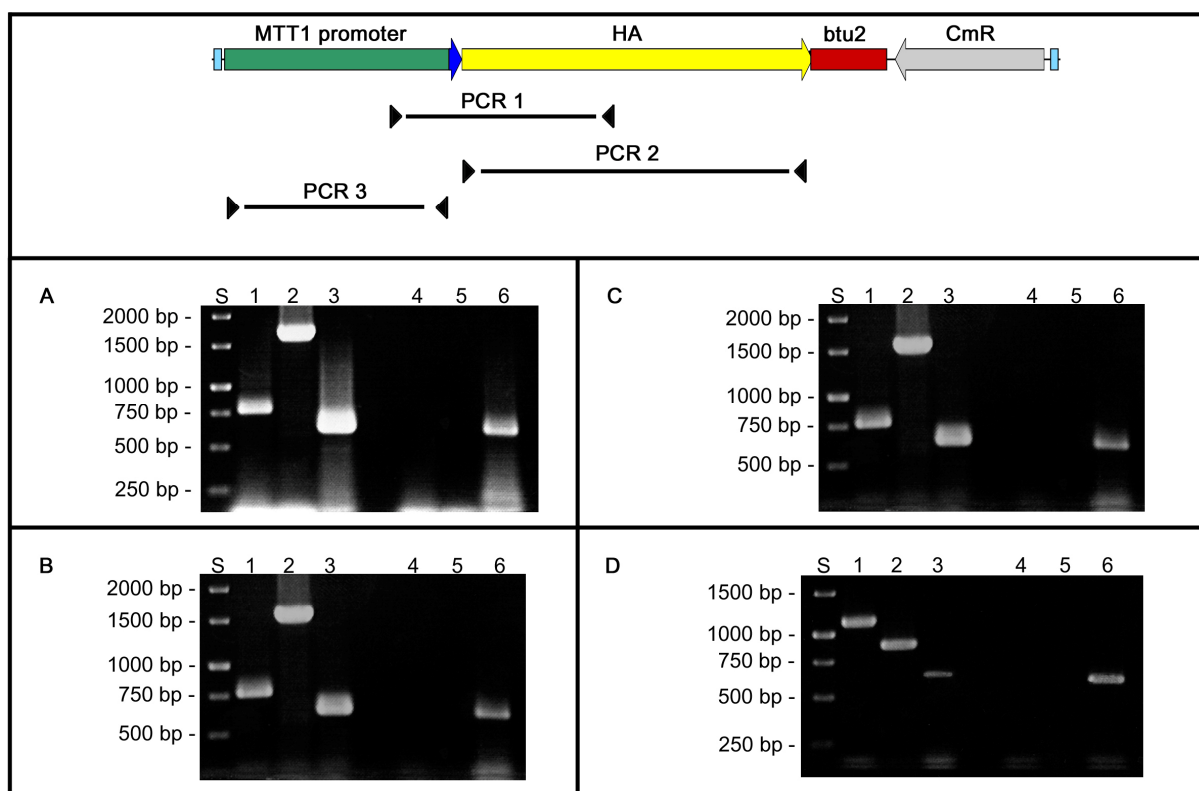 MTT1 promoter HA btu2 CmR
PCR 1
PCR 2
PCR 3
A
S 1 2 3 4 5 6
2000 bp -
1500 bp -
1000 bp -
750 bp -
500 bp -
250 bp -
C
S 1 2 3 4 5 6
2000 bp -
1500 bp -
1000 bp -
750 bp -
500 bp -
B
S 1 2 3 4 5 6
2000 bp -
1500 bp -
1000 bp -
750 bp -
500 bp -
D
S 1 2 3 4 5 6
1500 bp -
1000 bp -
750 bp -
500 bp -
250 bp -